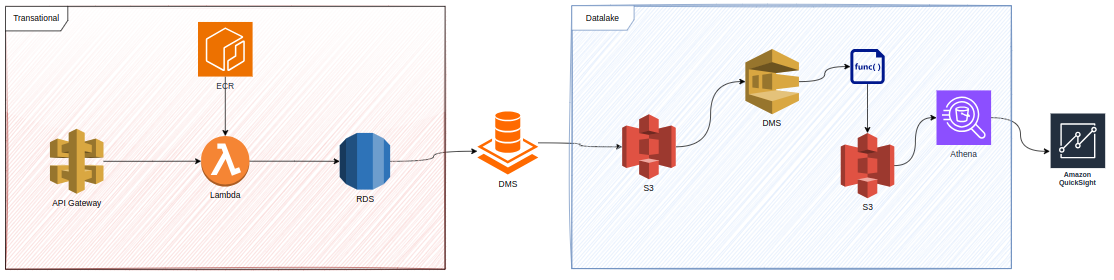 Transational
Datalake
ECR
func( )
DMS
Athena
API Gateway
Lambda
RDS
DMS
S3
S3
Amazon
QuickSight